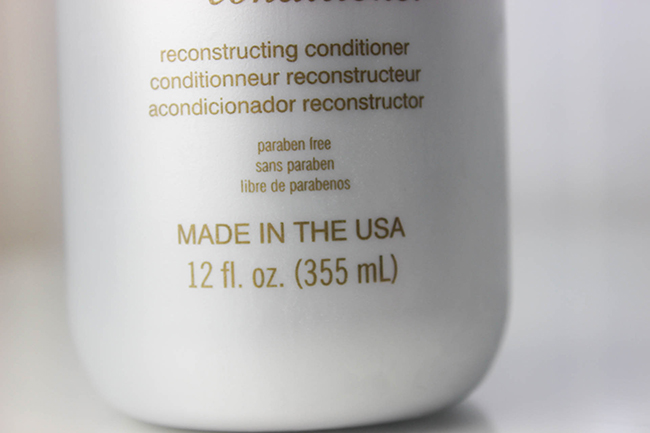 conditioner
reconstructing conditioner
conditionneur reconstructeur
acondicionador reconstructor
paraben free
sans paraben
libre de parabenos
MADE IN THE USA
12 fl. oz. (355 mL)